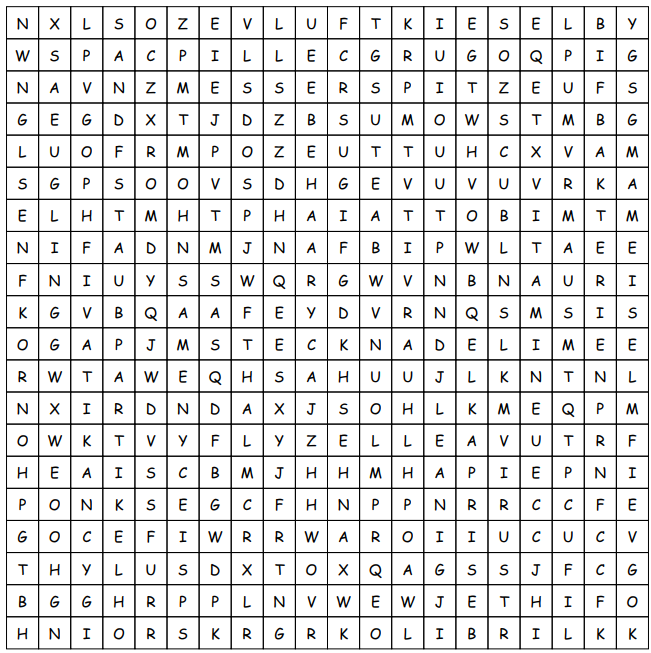 N X L S O Z E V L U F T K I E S E L B Y
W S P A C P I L L E C G R U G O Q P I G
N A V N Z M E S S E R S P I T Z E U F S
G E G D X T J D Z B S U M O W S T M B G
L U O F R M P O Z E U T T U H C X V A M
S G P S O O V S D H G E V U V U V R K A
E L H T M H T P H A I A T T O B I M T M
N I F A D N M J N A F B I P W L T A E E
F N I U Y S S W Q R G W V N B N A U R I
K G V B Q A A F E Y D V R N Q S M S I S
O G A P J M S T E C K N A D E L I M E E
R W T A W E Q H S A H U U J L K N T N L
N X I R D N D A X J S O H L K M E Q P M
O W K T V Y F L Y Z E L L E A V U T R F
H E A I S C B M J H H M H A P I E P N I
P O N K S E G C F H N P P N R R C C F E
G O C E F I W R R W A R O I I U C U C V
T H Y L U S D X T O X Q A G S S J F C G
B G G H R P P L N V W E W J E T H I F O
H N I O R S K R G R K O L I B R I L K K